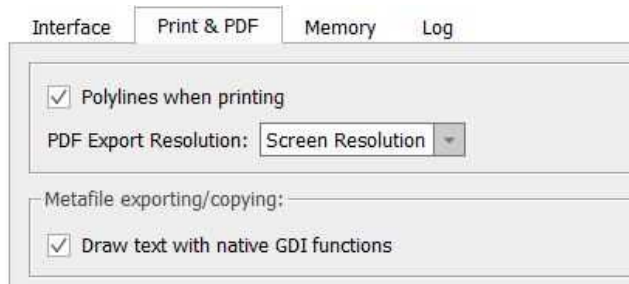 Interface Print & PDF Memory Log
Polylines when printing
PDF Export Resolution: Screen Resolution
Metafile exporting/copying:
Draw text with native GDI functions